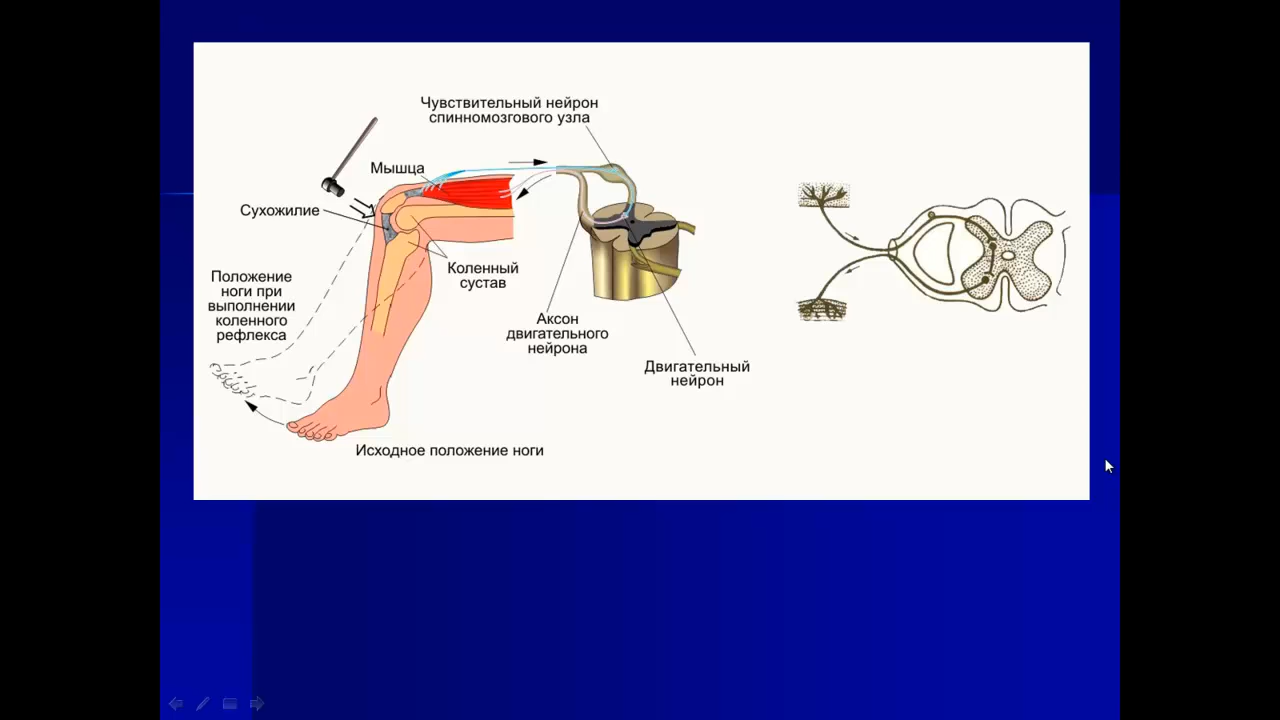 Чувствительный нейрон
спинномозгового узла
Мышца
Сухожилие
Коленный
сустав
Положение
ноги при
выполнении
коленного
рефлекса
Аксон
двигательного
нейрона
Двигательный
нейрон
Исходное положение ноги